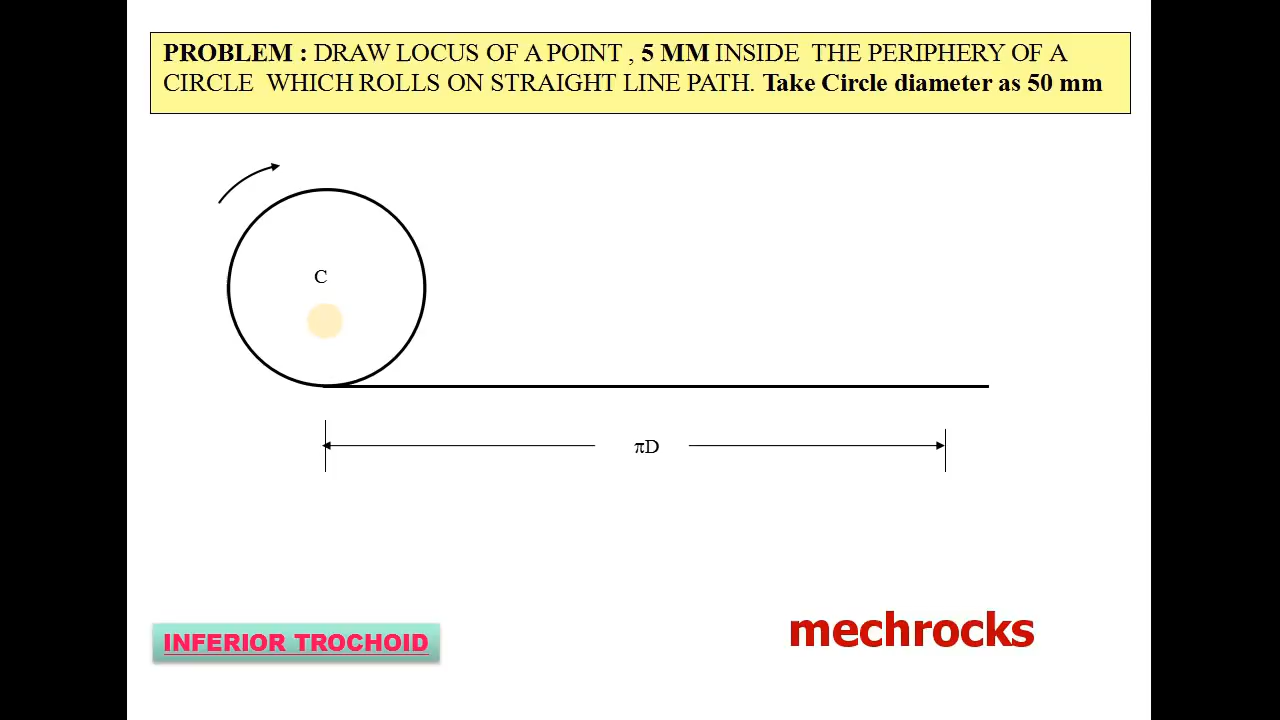 PROBLEM : DRAW LOCUS OF A POINT , 5 MM INSIDE THE PERIPHERY OF A
CIRCLE WHICH ROLLS ON STRAIGHT LINE PATH. Take Circle diameter as 50 mm
C
πD
INFERIOR TROCHOID
mechrocks